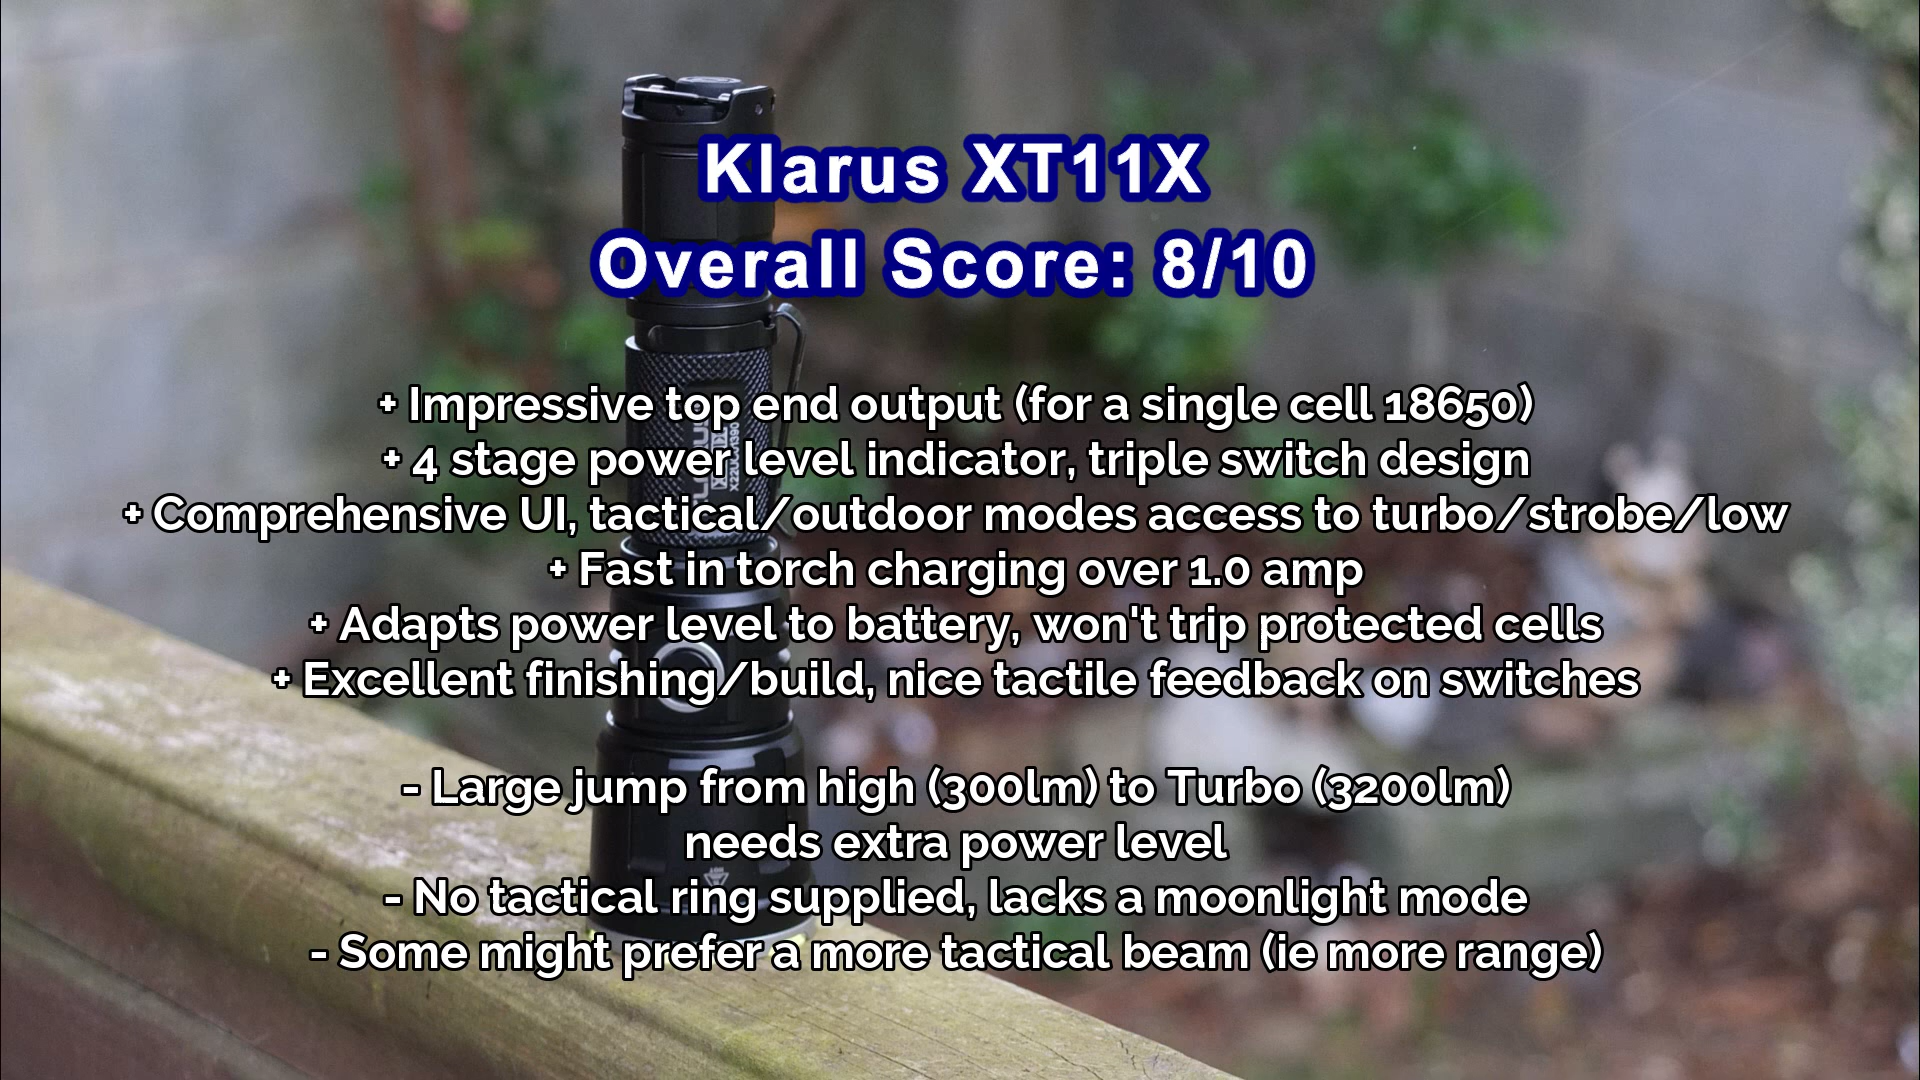 Klarus XT11X
Overall Score: 8/10
+ Impressive top end output (for a single cell 18650)
+ 4 stage power level indicator, triple switch design
+ Comprehensive UI, tactical/outdoor modes access to turbo/strobe/low
+ Fast in torch charging over 1.0 amp
+ Adapts power level to battery, won't trip protected cells
+ Excellent finishing/build, nice tactile feedback on switches
- Large jump from high (300lm) to Turbo (3200lm)
needs extra power level
- No tactical ring supplied, lacks a moonlight mode
- Some might prefer a more tactical beam (ie more range)